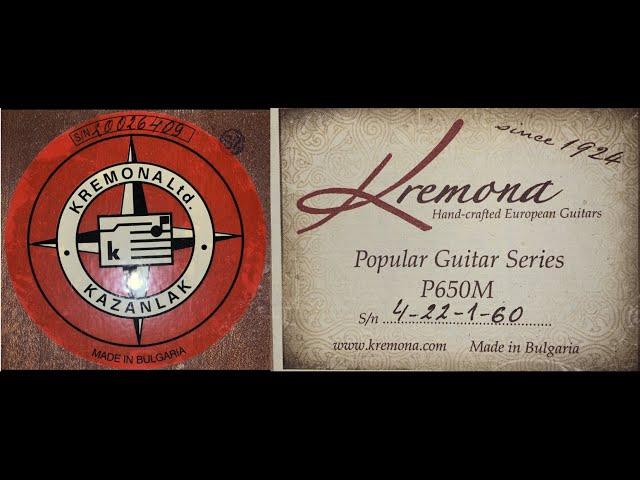 S/N 20026409
KREMONA Ltd.
k
KAZANLAK
MADE IN BULGARIA
since 1924
Kremona
Hand-crafted European Guitars
Popular Guitar Series
P650M
S/n 4-22-1-60
www.kremona.com Made in Bulgaria